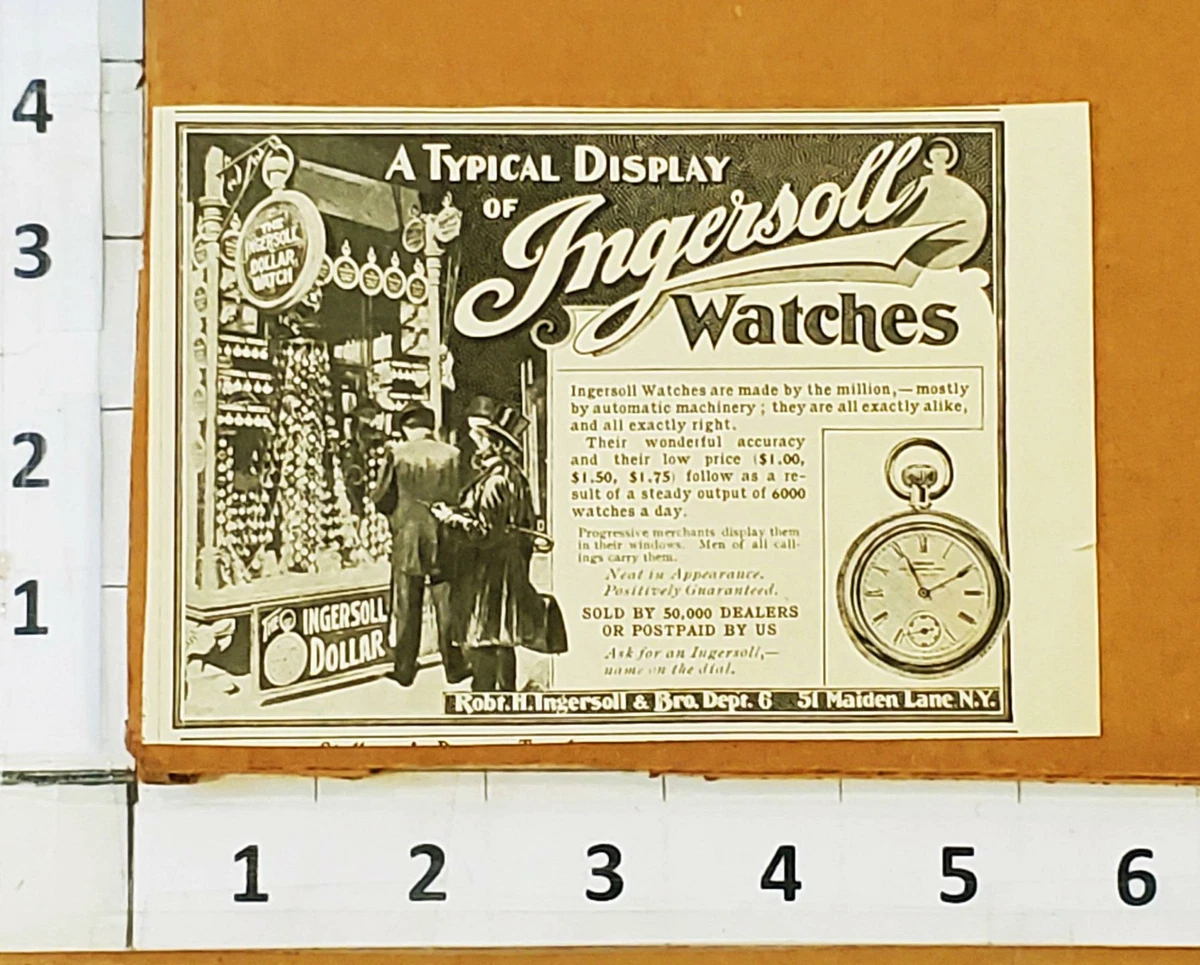 4
3
2
1
A TYPICAL DISPLAY
OF Ingersoll
Watches
THE
INGERSOLL
DOLLAR
WATCH
Ingersoll Watches are made by the million,—mostly
by automatic machinery; they are all exactly alike,
and all exactly right.
Their wonderful accuracy
and their low price ($1.00,
$1.50, $1.75) follow as a re-
sult of a steady output of 6000
watches a day.
Progressive merchants display them
in their windows. Men of all call-
ings carry them.
Neat in Appearance.
Positively Guaranteed.
SOLD BY 50,000 DEALERS
OR POSTPAID BY US
Ask for an Ingersoll,—
name on the dial.
THE INGERSOLL
DOLLAR
Robt. H. Ingersoll & Bro. Dept. 6 51 Maiden Lane N.Y.
1 2 3 4 5 6